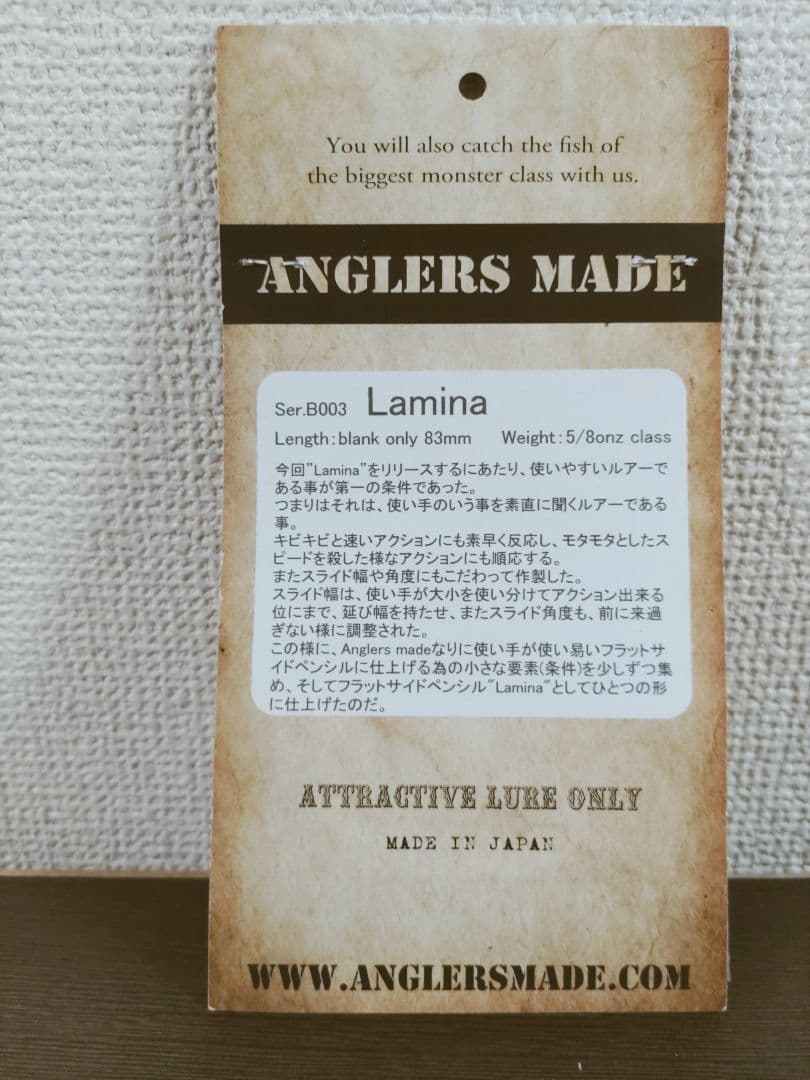 You will also catch the fish of
the biggest monster class with us.
ANGLERS MADE
Ser.B003 Lamina
Length:blank only 83mm Weight:5/8onz class
今回"Lamina"をリリースするにあたり、使いやすいルアーで
ある事が第一の条件であった。
つまりはそれは、使い手のいう事を素直に聞くルアーである
事。
キビキビと速いアクションにも素早く反応し、モタモタとしたス
ピードを殺した様なアクションにも順応する。
またスライド幅や角度にもこだわって作製した。
スライド幅は、使い手が大小を使い分けてアクション出来る
位にまで、延び幅を持たせ、またスライド角度も、前に来過
ぎない様に調整された。
この様に、Anglers madeなりに使い手が使い易いフラットサ
イドペンシルに仕上げる為の小さな要素(条件)を少しずつ集
め、そしてフラットサイドペンシル"Lamina"としてひとつの形
に仕上げたのだ。
ATTRACTIVE LURE ONLY
MADE IN JAPAN
WWW.ANGLERSMADE.COM